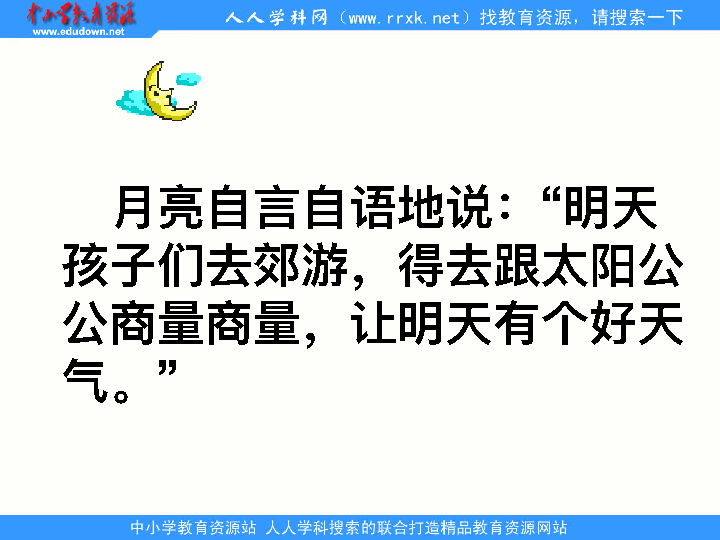 中小学教育资源
www.edudown.net
人人学科网（www.rrxk.net）找教育资源，请搜索一下
月亮自言自语地说：“明天
孩子们去郊游，得去跟太阳公
公商量商量，让明天有个好天
气。”
中小学教育资源站 人人学科搜索的联合打造精品教育资源网站